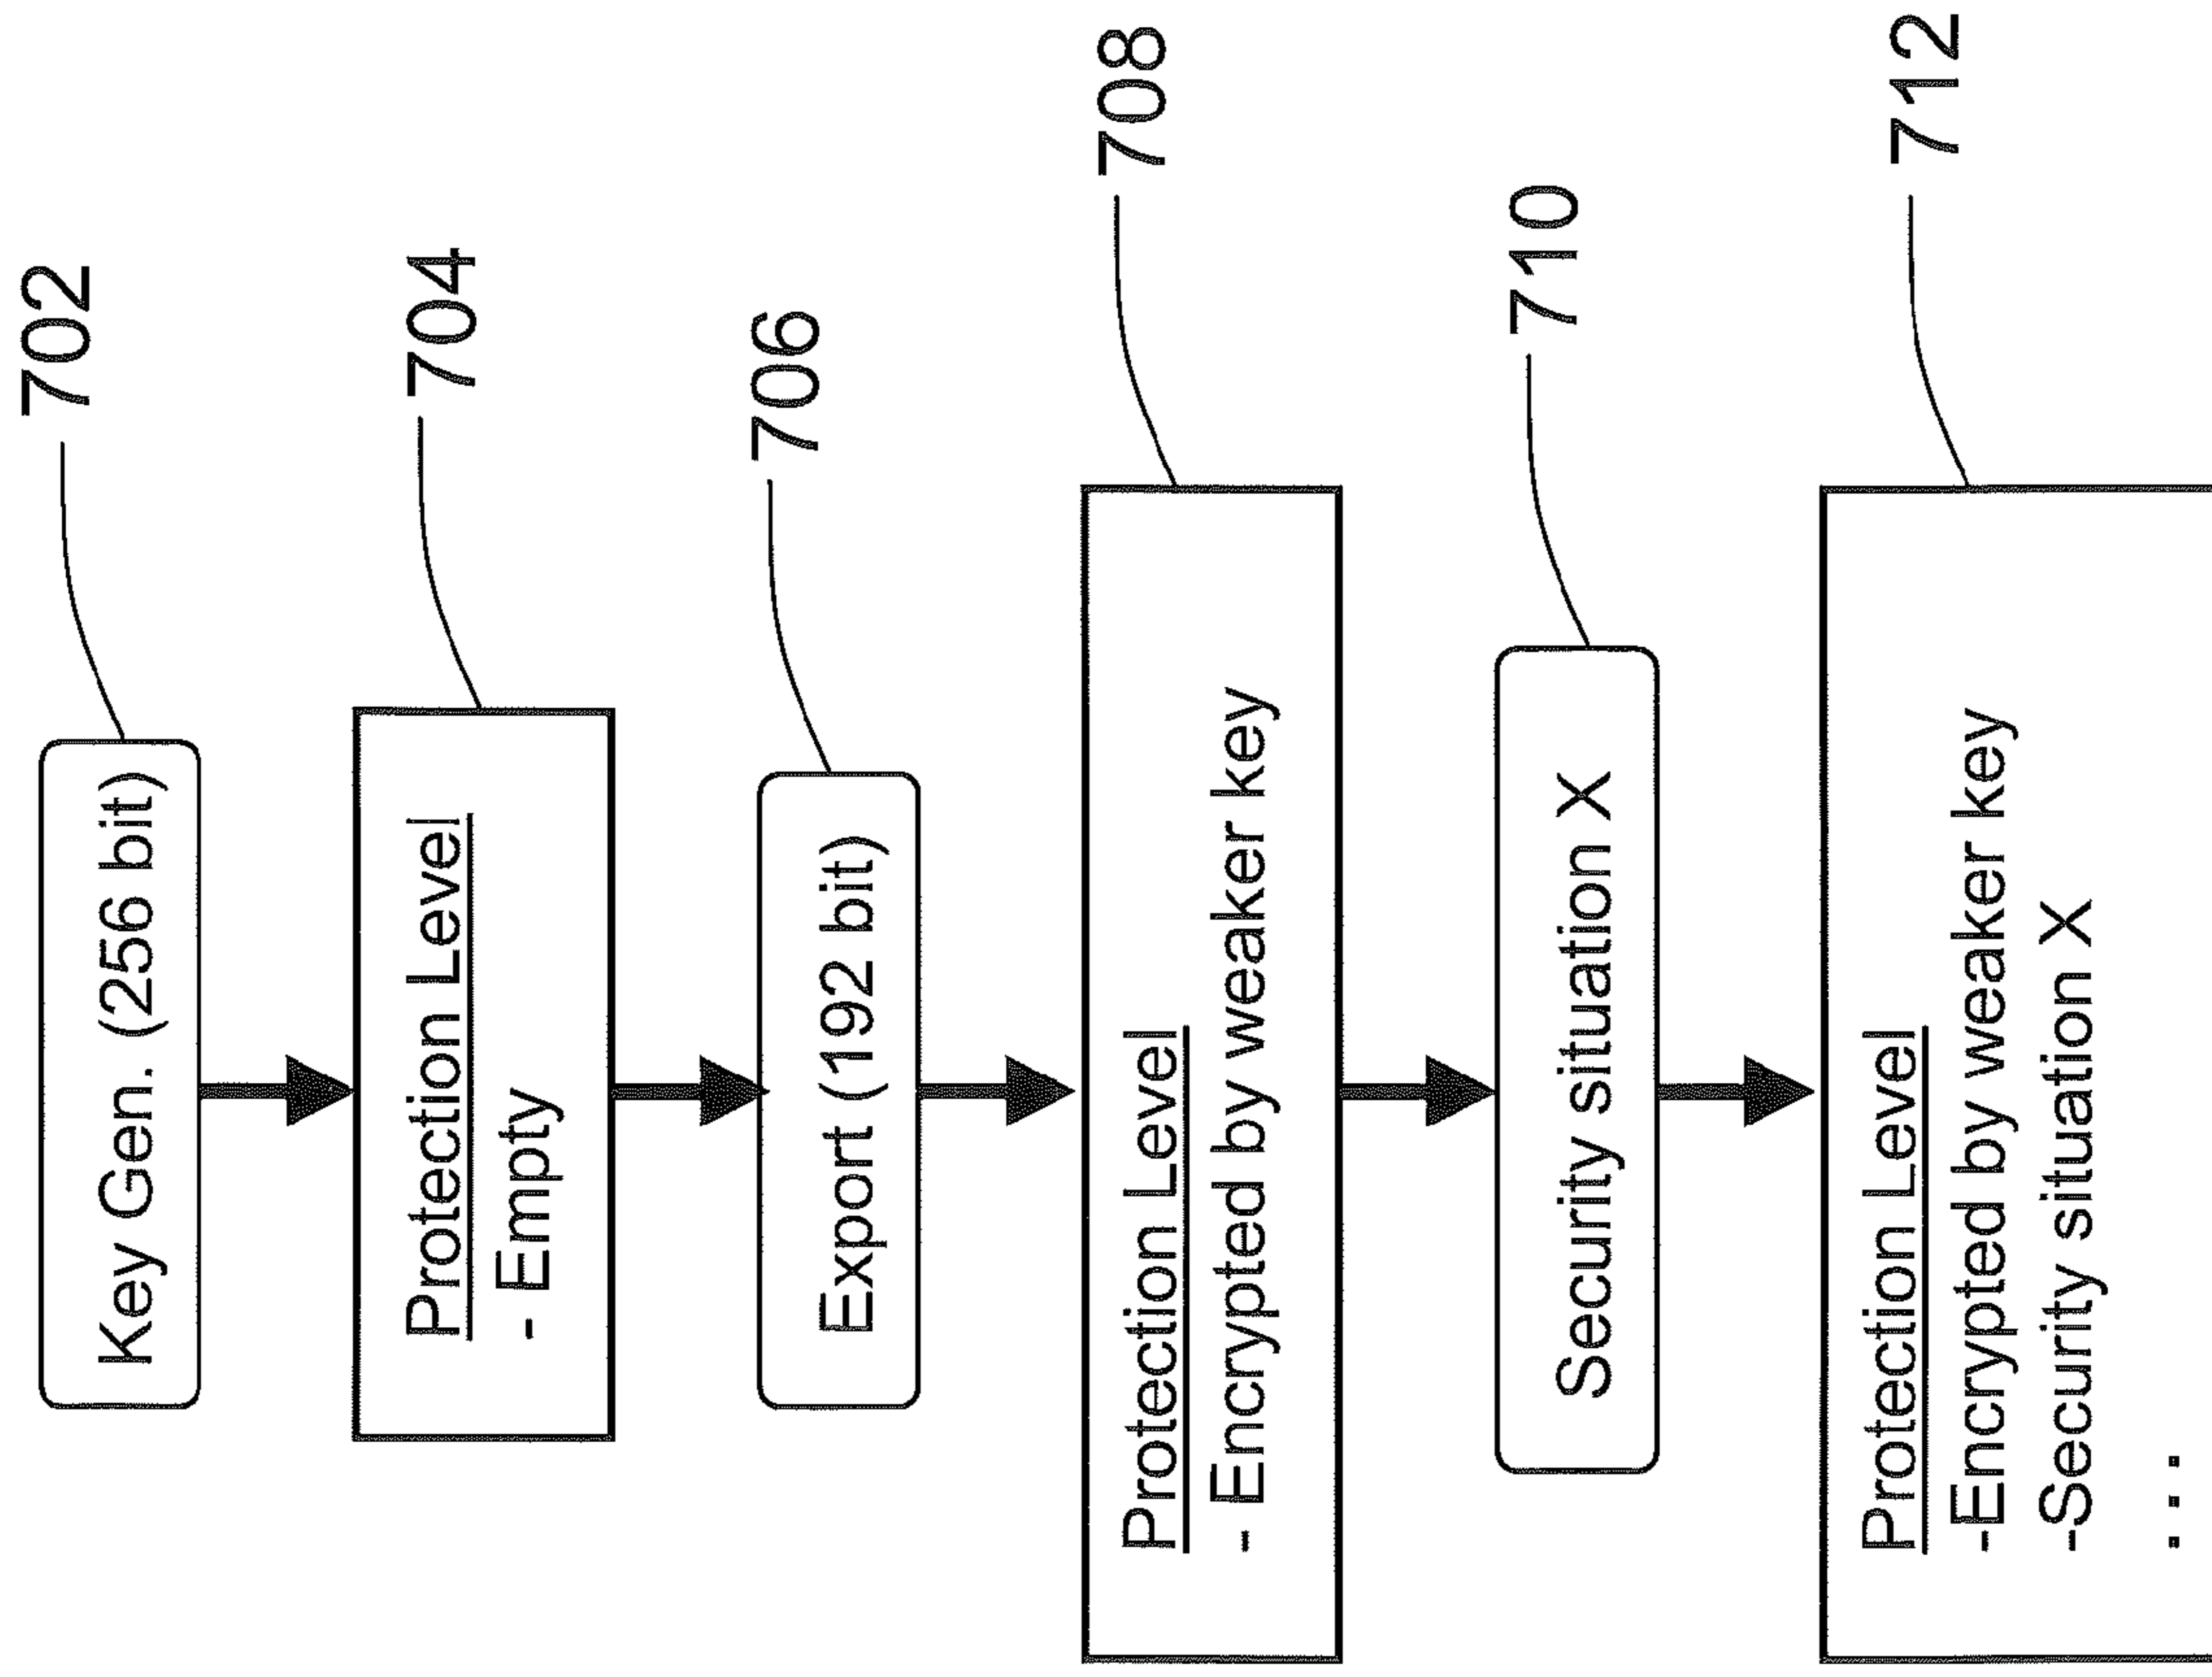 Key Gen. (256 bit)
702
Protection Level
- Empty
704
Export (192 bit)
706
Protection Level
- Encrypted by weaker key
708
Security situation X
710
Protection Level
-Encrypted by weaker key
-Security situation X
. . .
712